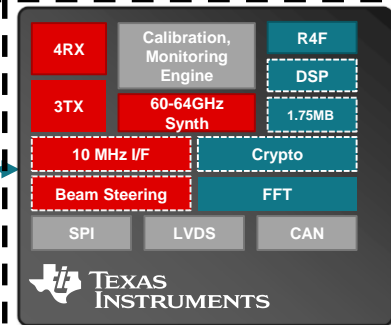 4RX
Calibration,
Monitoring
Engine
R4F
DSP
3TX
60-64GHz
Synth
1.75MB
10 MHz I/F
Crypto
Beam Steering
FFT
SPI
LVDS
CAN
TEXAS
INSTRUMENTS